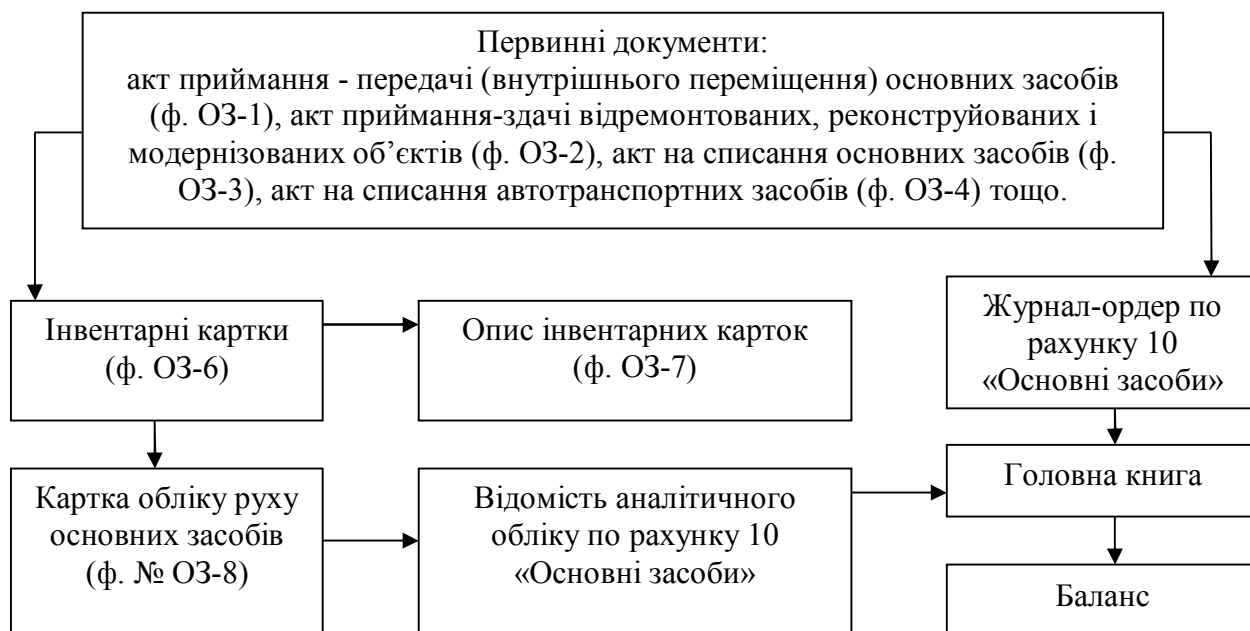 Первинні документи:
акт приймання - передачі (внутрішнього переміщення) основних засобів
(ф. ОЗ-1), акт приймання-здачі відремонтованих, реконструйованих і
модернізованих об’єктів (ф. ОЗ-2), акт на списання основних засобів (ф.
ОЗ-3), акт на списання автотранспортних засобів (ф. ОЗ-4) тощо.
Інвентарні картки
(ф. ОЗ-6)
Опис інвентарних карток
(ф. ОЗ-7)
Журнал-ордер по
рахунку 10
«Основні засоби»
Картка обліку руху
основних засобів
(ф. № ОЗ-8)
Відомість аналітичного
обліку по рахунку 10
«Основні засоби»
Головна книга
Баланс